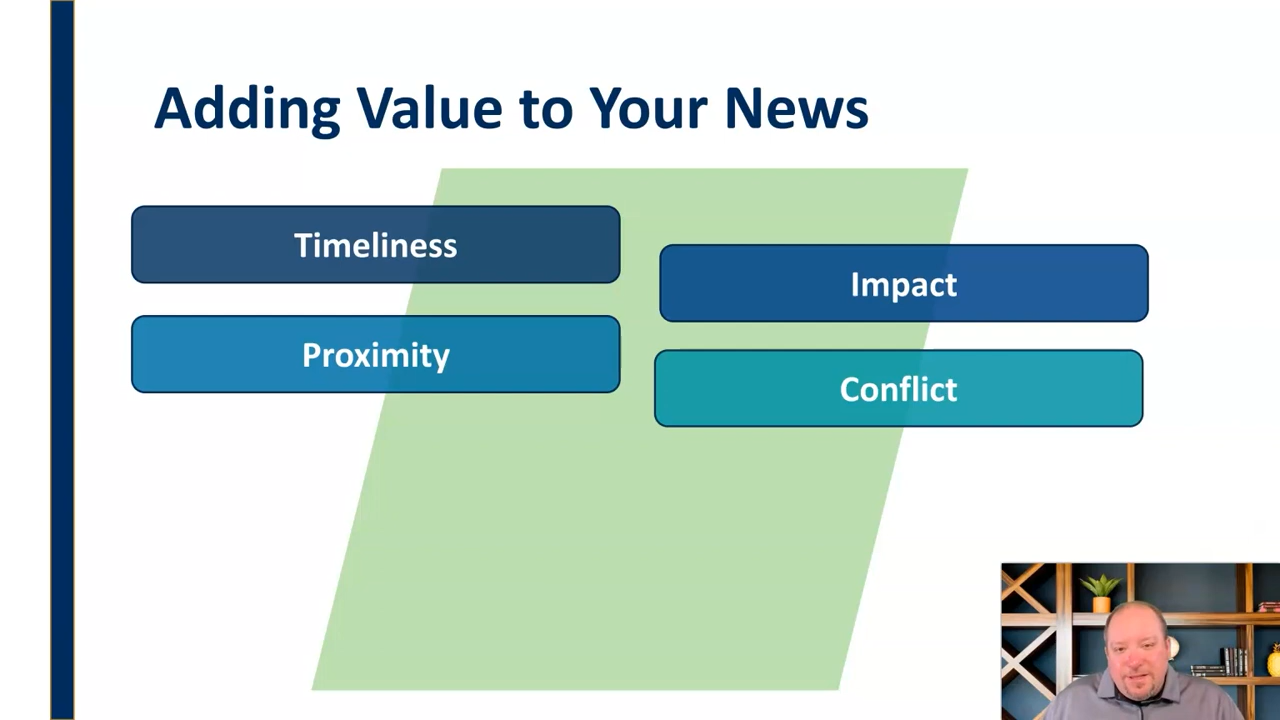 Adding Value to Your News
Timeliness
Impact
Proximity
Conflict